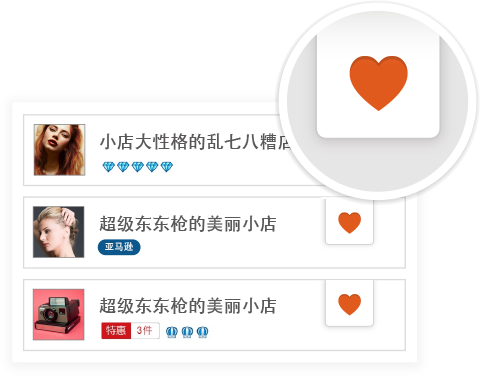 小店大性格的乱七八糟店
超级东东枪的美丽小店
亚马逊
超级东东枪的美丽小店
特惠 3件